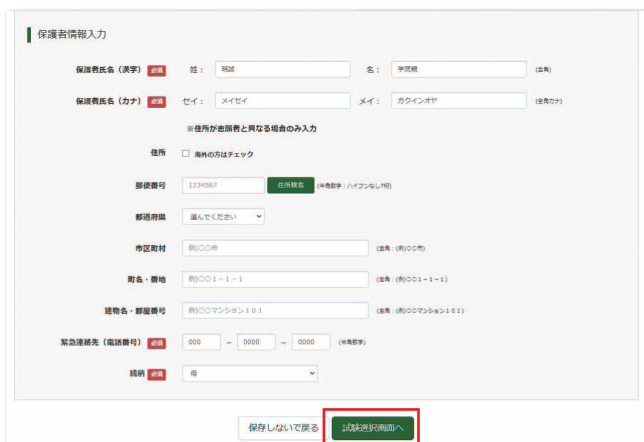 保護者情報入力
保護者氏名（漢字） 必須 姓： 明誠 名： 学院親 (全角)
保護者氏名（カナ） 必須 セイ： メイセイ メイ： ガクインオヤ (全角カナ)
※住所が志願者と異なる場合のみ入力
住所 海外の方はチェック
郵便番号 1234567 住所検索 (半角数字：ハイフンなし7桁)
都道府県 選んでください
市区町村 例)〇〇市 (全角：(例)〇〇市)
町名・番地 例)〇〇１－１－１ (全角：(例)〇〇１－１－１)
建物名・部屋番号 例)〇〇マンション１０１ (全角：(例)〇〇マンション１０１)
緊急連絡先（電話番号） 必須 000 － 0000 － 0000 (半角数字)
続柄 必須 母
保存しないで戻る 試験選択画面へ